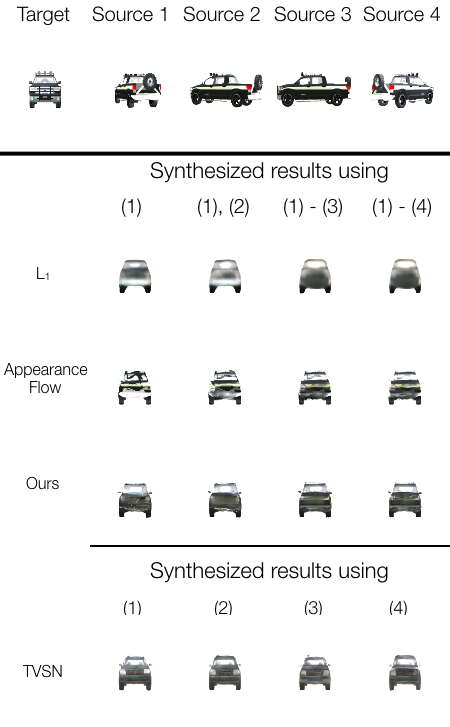 Target Source 1 Source 2 Source 3 Source 4
Synthesized results using
(1) (1), (2) (1) - (3) (1) - (4)
L₁
Appearance
Flow
Ours
Synthesized results using
(1) (2) (3) (4)
TVSN